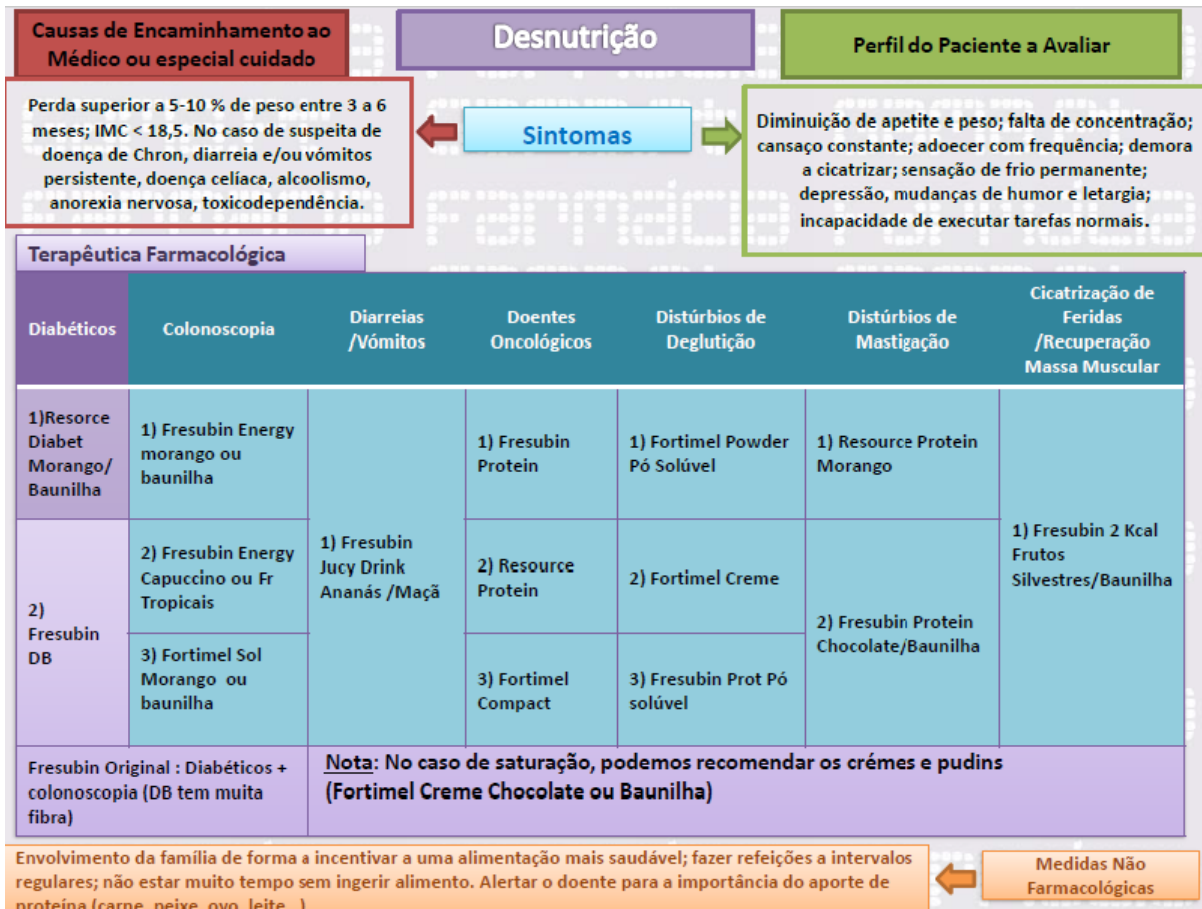 Causas de Encaminhamento ao
Médico ou especial cuidado
Desnutrição
Perfil do Paciente a Avaliar
Perda superior a 5-10 % de peso entre 3 a 6
meses; IMC < 18,5. No caso de suspeita de
doença de Chron, diarreia e/ou vómitos
persistente, doença celíaca, alcoolismo,
anorexia nervosa, toxicodependência.
Sintomas
Diminuição de apetite e peso; falta de concentração;
cansaço constante; adoecer com frequência; demora
a cicatrizar; sensação de frio permanente;
depressão, mudanças de humor e letargia;
incapacidade de executar tarefas normais.
Terapêutica Farmacológica
Diabéticos
Colonoscopia
Diarreias
/Vómitos
Doentes
Oncológicos
Distúrbios de
Deglutição
Distúrbios de
Mastigação
Cicatrização de
Feridas
/Recuperação
Massa Muscular
1)Resorce
Diabet
Morango/
Baunilha
1) Fresubin Energy
morango ou
baunilha
1) Fresubin
Jucy Drink
Ananás /Maçã
1) Fresubin
Protein
1) Fortimel Powder
Pó Solúvel
1) Resource Protein
Morango
1) Fresubin 2 Kcal
Frutos
Silvestres/Baunilha
2)
Fresubin
DB
2) Fresubin Energy
Capuccino ou Fr
Tropicais
2) Resource
Protein
2) Fortimel Creme
2) Fresubin Protein
Chocolate/Baunilha
3) Fortimel Sol
Morango ou
baunilha
3) Fortimel
Compact
3) Fresubin Prot Pó
solúvel
Fresubin Original : Diabéticos +
colonoscopia (DB tem muita
fibra)
Nota: No caso de saturação, podemos recomendar os crémes e pudins
(Fortimel Creme Chocolate ou Baunilha)
Envolvimento da família de forma a incentivar a uma alimentação mais saudável; fazer refeições a intervalos
regulares; não estar muito tempo sem ingerir alimento. Alertar o doente para a importância do aporte de
proteína (carne, peixe, ovo, leite...)
Medidas Não
Farmacológicas